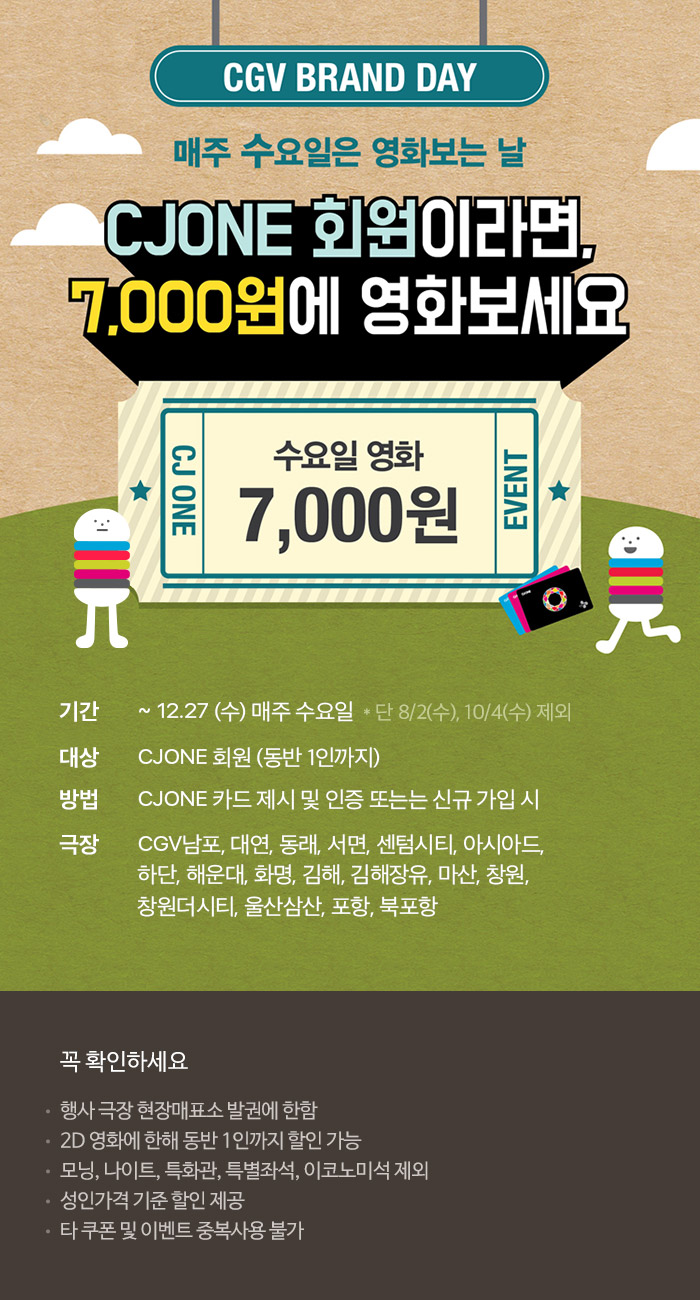 CGV BRAND DAY
매주 수요일은 영화보는 날
CJONE 회원이라면,
7,000원에 영화보세요
CJ ONE
수요일 영화
7,000원
EVENT
기간 ~ 12.27 (수) 매주 수요일 * 단 8/2(수), 10/4(수) 제외
대상 CJONE 회원 (동반 1인까지)
방법 CJONE 카드 제시 및 인증 또는는 신규 가입 시
극장 CGV남포, 대연, 동래, 서면, 센텀시티, 아시아드,
하단, 해운대, 화명, 김해, 김해장유, 마산, 창원,
창원더시티, 울산삼산, 포항, 북포항
꼭 확인하세요
• 행사 극장 현장매표소 발권에 한함
• 2D 영화에 한해 동반 1인까지 할인 가능
• 모닝, 나이트, 특화관, 특별좌석, 이코노미석 제외
• 성인가격 기준 할인 제공
• 타 쿠폰 및 이벤트 중복사용 불가